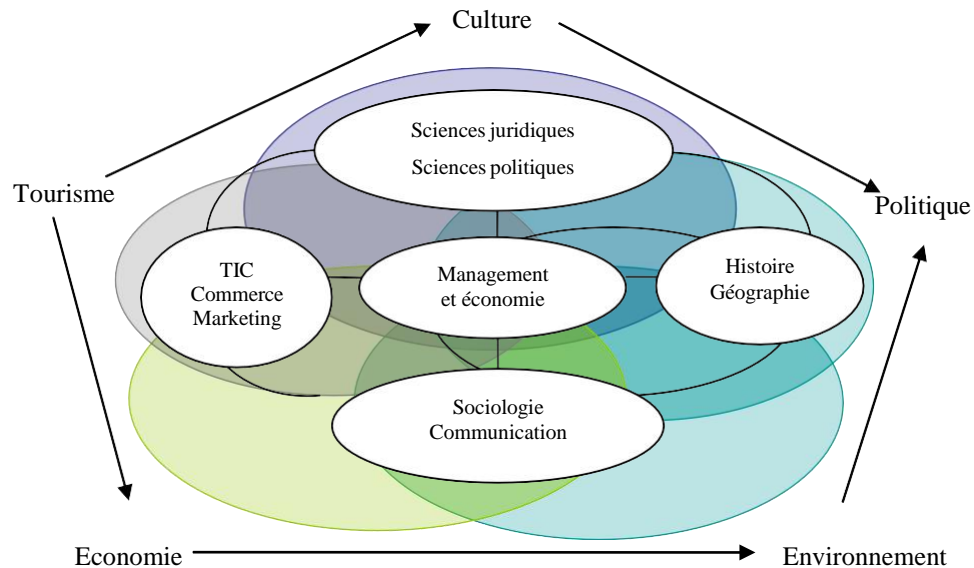 Culture
Sciences juridiques
Sciences politiques
Tourisme
Politique
TIC
Commerce
Marketing
Management
et économie
Histoire
Géographie
Sociologie
Communication
Economie
Environnement